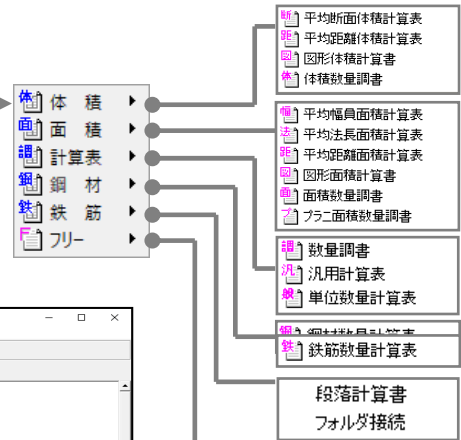 体 積
面 積
計算表
鋼 材
鉄 筋
フリー
平均断面体積計算表
平均距離体積計算表
図形体積計算書
体積数量調書
平均幅員面積計算表
平均法長面積計算表
平均距離面積計算表
図形面積計算書
面積数量調書
プラニ面積数量調書
数量調書
汎用計算表
単位数量計算表
鉄筋数量計算表
段落計算書
フォルダ接続